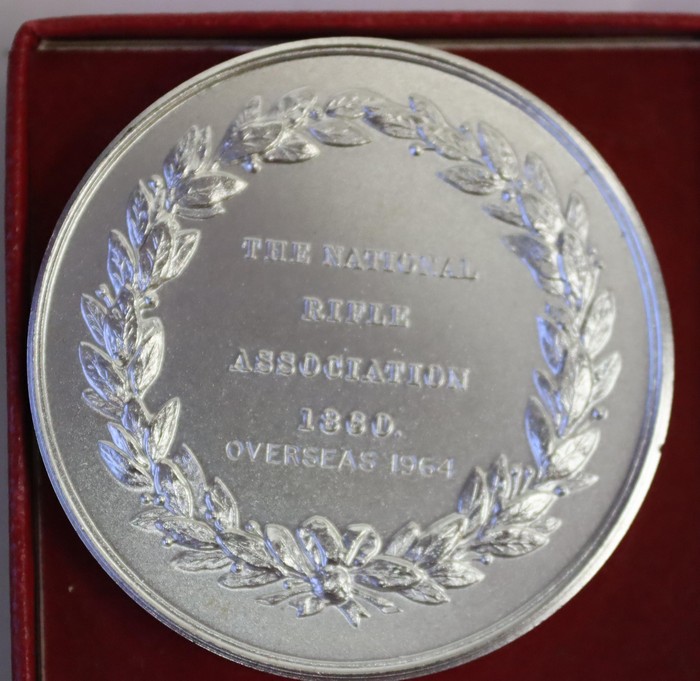 THE NATIONAL
RIFLE
ASSOCIATION
1860.
OVERSEAS 1964